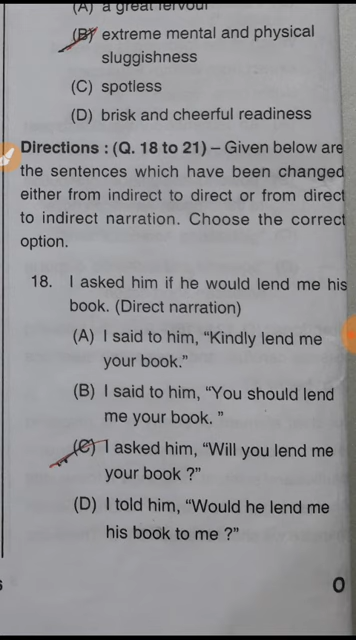 (A) a great fervour
(B) extreme mental and physical
sluggishness
(C) spotless
(D) brisk and cheerful readiness
Directions : (Q. 18 to 21) – Given below are
the sentences which have been changed
either from indirect to direct or from direct
to indirect narration. Choose the correct
option.
18. I asked him if he would lend me his
book. (Direct narration)
(A) I said to him, “Kindly lend me
your book.”
(B) I said to him, “You should lend
me your book. ”
(C) I asked him, “Will you lend me
your book ?”
(D) I told him, “Would he lend me
his book to me ?”
O